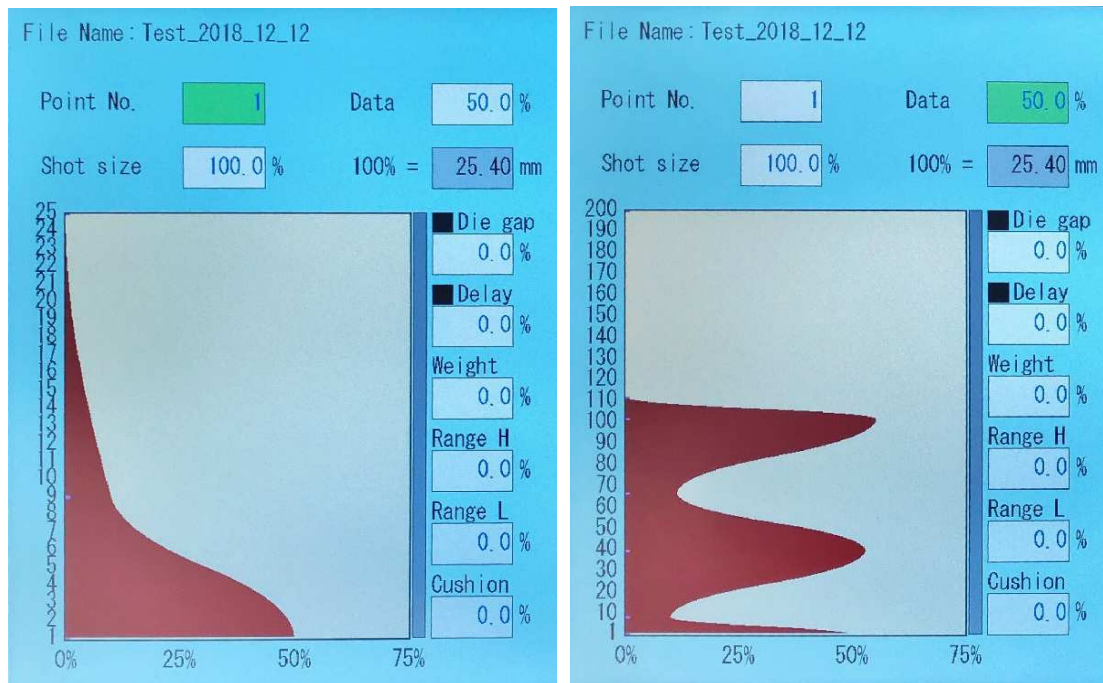 File Name:Test_2018_12_12
Point No. 1 Data 50.0 %
Shot size 100.0 % 100% = 25.40 mm
25
24
23
22
21
20
19
18
17
16
15
14
13
12
11
10
9
8
7
6
5
4
3
2
1
0% 25% 50% 75%
Die gap
0.0 %
Delay
0.0 %
Weight
0.0 %
Range H
0.0 %
Range L
0.0 %
Cushion
0.0 %
File Name:Test_2018_12_12
Point No. 1 Data 50.0 %
Shot size 100.0 % 100% = 25.40 mm
200
190
180
170
160
150
140
130
120
110
100
90
80
70
60
50
40
30
20
10
1
0% 25% 50% 75%
Die gap
0.0 %
Delay
0.0 %
Weight
0.0 %
Range H
0.0 %
Range L
0.0 %
Cushion
0.0 %